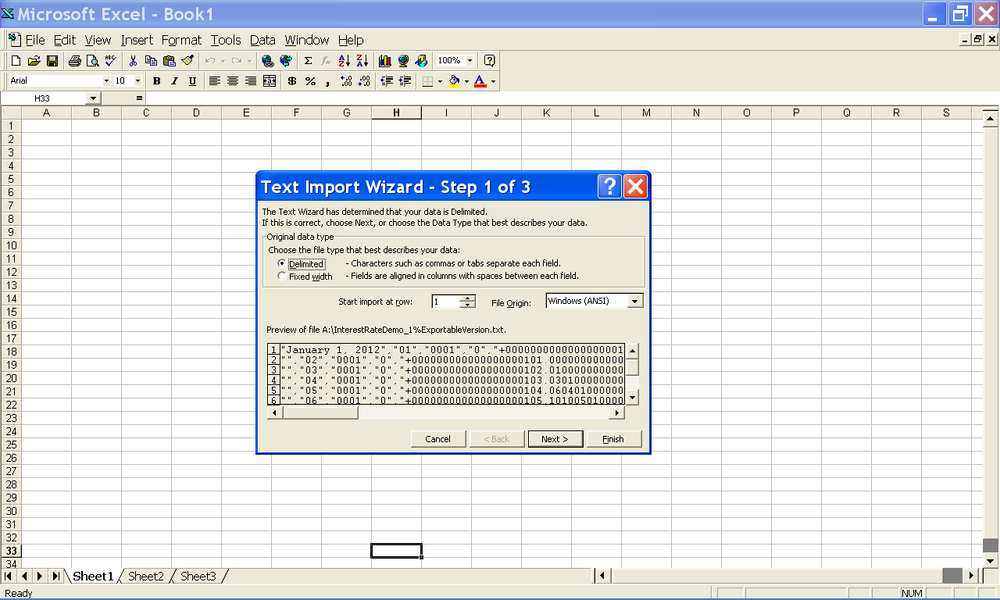 Microsoft Excel - Book1
File Edit View Insert Format Tools Data Window Help
100%
Arial 10 B I U $ % ,
H33 =
A B C D E F G H I J K L M N O P Q R S
1
2
3
4
5
6
7
8
9
10
11
12
13
14
15
16
17
18
19
20
21
22
23
24
25
26
27
28
29
30
31
32
33
34
Text Import Wizard - Step 1 of 3
The Text Wizard has determined that your data is Delimited.
If this is correct, choose Next, or choose the Data Type that best describes your data.
Original data type
Choose the file type that best describes your data:
Delimited - Characters such as commas or tabs separate each field.
Fixed width - Fields are aligned in columns with spaces between each field.
Start import at row: 1 File Origin: Windows (ANSI)
Preview of file A:\InterestRateDemo_1%ExportableVersion.txt.
1 "January 1, 2012","01","0001","0","+00000000000000000001
2 "","02","0001","0","+00000000000000000101.000000000000
3 "","03","0001","0","+00000000000000000102.010000000000
4 "","04","0001","0","+00000000000000000103.030100000000
5 "","05","0001","0","+00000000000000000104.060401000000
6 "","06","0001","0","+00000000000000000105.101005010000
Cancel < Back Next > Finish
Sheet1 Sheet2 Sheet3
Ready NUM